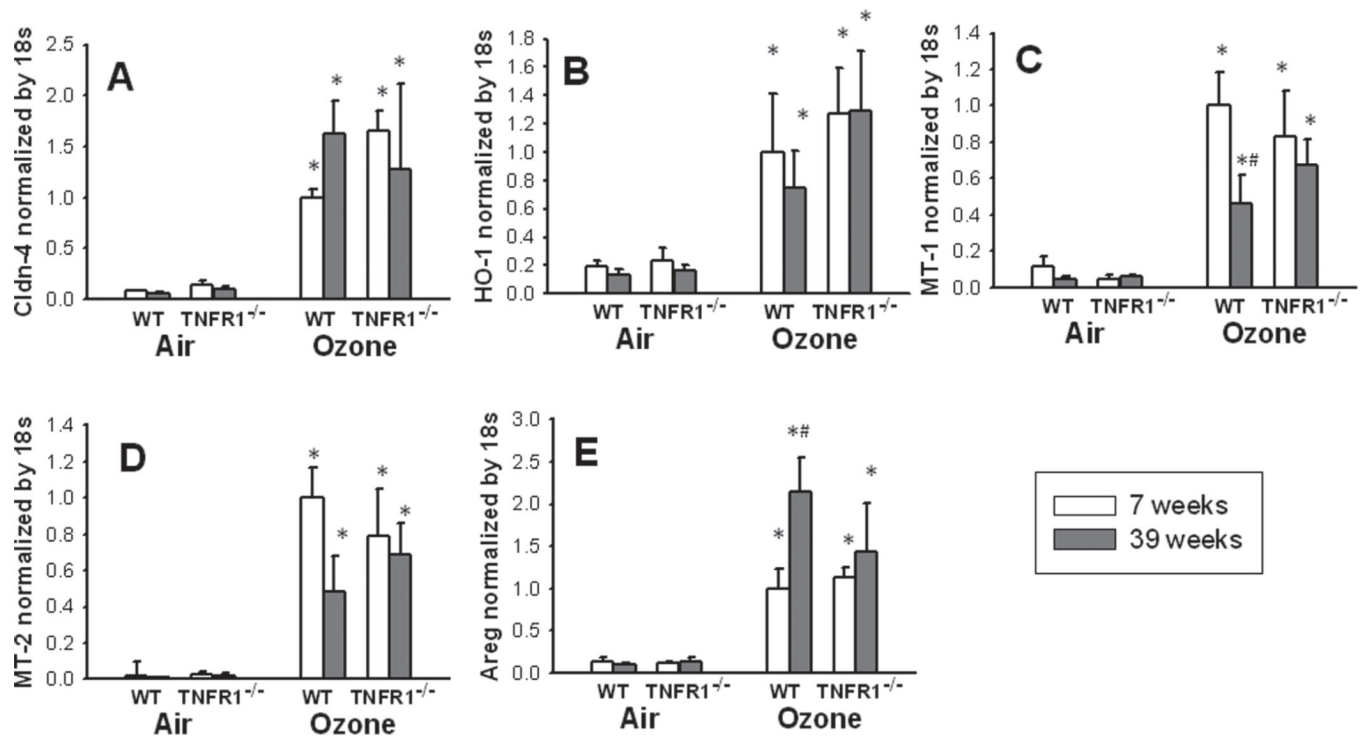 A
Cldn-4 normalized by 18s
2.5
2.0
1.5
1.0
0.5
0.0
* * * *
WT TNFR1-/- WT TNFR1-/-
Air Ozone
B
HO-1 normalized by 18s
1.8
1.6
1.4
1.2
1.0
0.8
0.6
0.4
0.2
0.0
* * * *
WT TNFR1-/- WT TNFR1-/-
Air Ozone
C
MT-1 normalized by 18s
1.4
1.2
1.0
0.8
0.6
0.4
0.2
0.0
* *# * *
WT TNFR1-/- WT TNFR1-/-
Air Ozone
D
MT-2 normalized by 18s
1.4
1.2
1.0
0.8
0.6
0.4
0.2
0.0
* * * *
WT TNFR1-/- WT TNFR1-/-
Air Ozone
E
Areg normalized by 18s
3.0
2.5
2.0
1.5
1.0
0.5
0.0
* *# * *
WT TNFR1-/- WT TNFR1-/-
Air Ozone
7 weeks
39 weeks